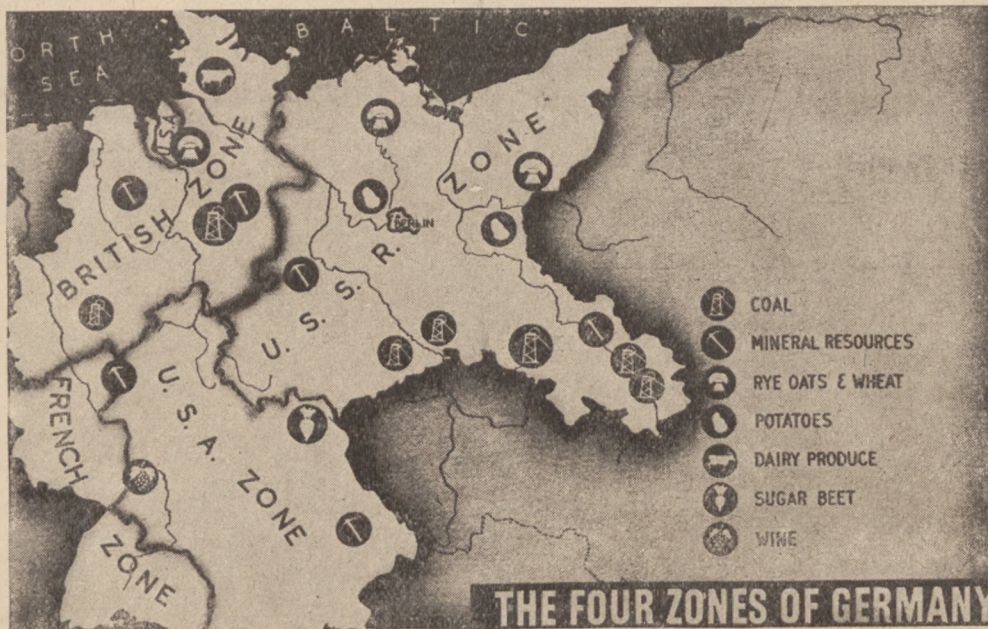 ORTH
SEA
BALTIC
U.S.A.
BRITISH ZONE
BERLIN
U. S. S. R. ZONE
FRENCH ZONE
U. S. A. ZONE
COAL
MINERAL RESOURCES
RYE OATS & WHEAT
POTATOES
DAIRY PRODUCE
SUGAR BEET
WINE
THE FOUR ZONES OF GERMANY